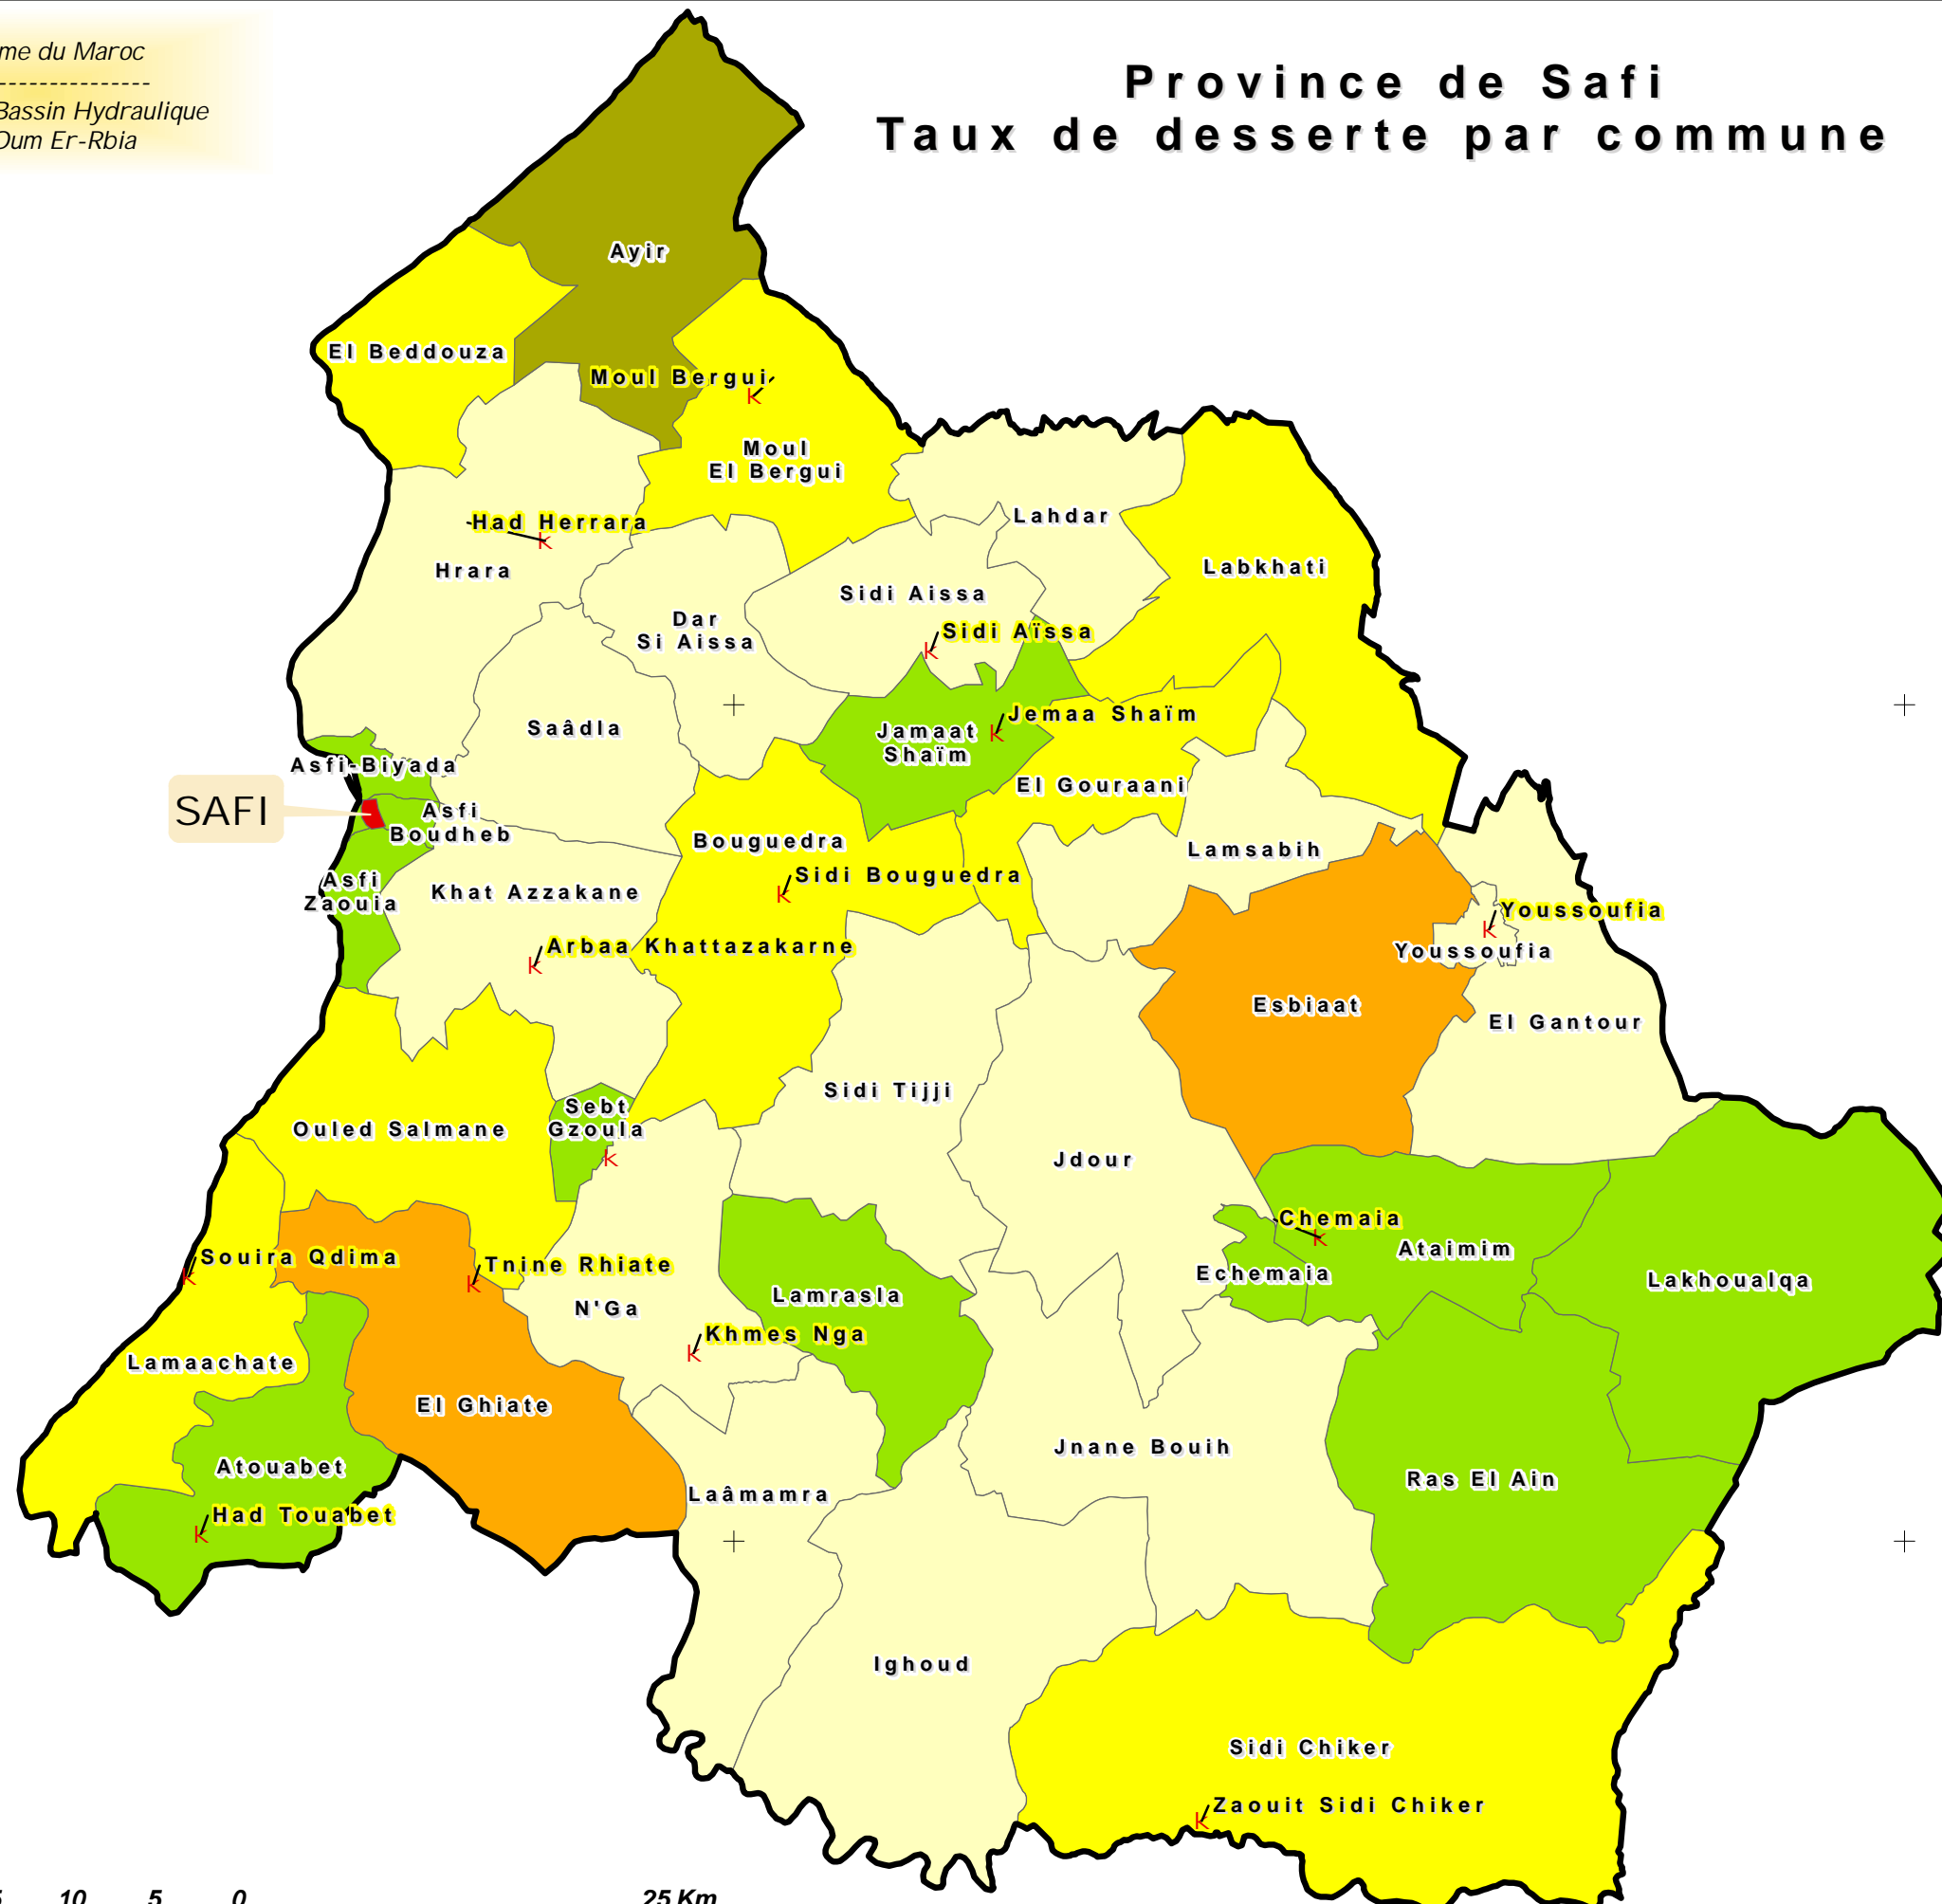 me du Maroc
----------------
Bassin Hydraulique
Oum Er-Rbia
Province de Safi
Taux de desserte par commune
Ayir
El Beddouza
Moul Bergui
Moul
El Bergui
Had Herrara
Hrara
Lahdar
Labkhati
Sidi Aissa
Dar
Si Aissa
Sidi Aïssa
Saâdla
Jemaa Shaïm
Jamaat
Shaïm
Asfi-Biyada
El Gouraani
SAFI
Asfi
Boudheb
Bouguedra
Lamsabih
Sidi Bouguedra
Asfi
Zaouia
Khat Azzakane
Youssoufia
Youssoufia
Arbaa Khattazakarne
Esbiaat
El Gantour
Sidi Tijji
Sebt
Gzoula
Ouled Salmane
Jdour
Chemaia
Ataimim
Souira Qdima
Tnine Rhiate
Echemaia
Lakhoualqa
Lamrasla
N'Ga
Khmes Nga
Lamaachate
El Ghiate
Jnane Bouih
Atouabet
Ras El Ain
Laâmamra
Had Touabet
Ighoud
Sidi Chiker
Zaouit Sidi Chiker
10 5 0 25 Km